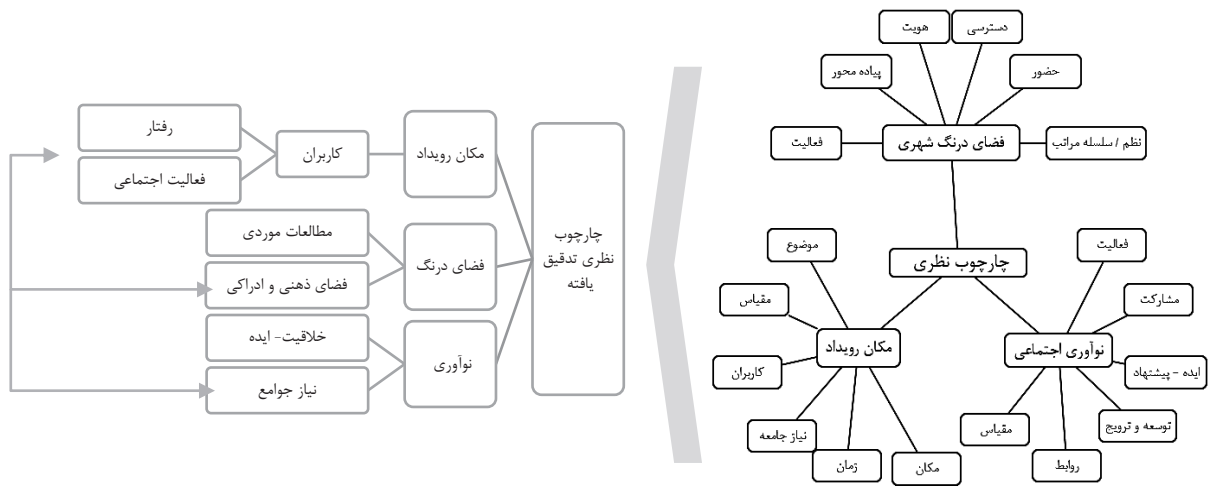 هویت
دسترسی
پیاده محور
حضور
فعالیت
فضای درنگ شهری
نظم / سلسله مراتب
چارچوب نظری
موضوع
مقیاس
مکان رویداد
کاربران
نیاز جامعه
زمان
مکان
فعالیت
مشارکت
نوآوری اجتماعی
ایده - پیشنهاد
توسعه و ترویج
مقیاس
روابط
چارچوب
نظری تدقیق
یافته
مکان رویداد
کاربران
رفتار
فعالیت اجتماعی
فضای درنگ
مطالعات موردی
فضای ذهنی و ادراکی
نوآوری
خلاقیت- ایده
نیاز جوامع